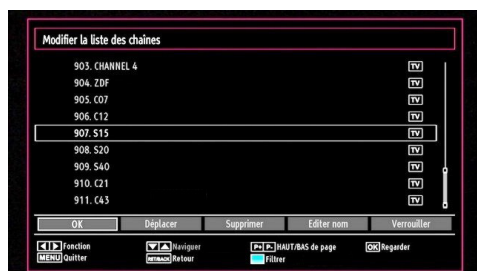 Modifier la liste des chaînes
903. CHANNEL 4 TV
904. ZDF TV
905. C07 TV
906. C12 TV
907. S15 TV
908. S20 TV
909. S40 TV
910. C21 TV
911. C43 TV
OK Déplacer Supprimer Editer nom Verrouiller
Fonction Naviguer P+ P- HAUT/BAS de page OK Regarder
MENU Quitter RET/BACK Retour Filtrer